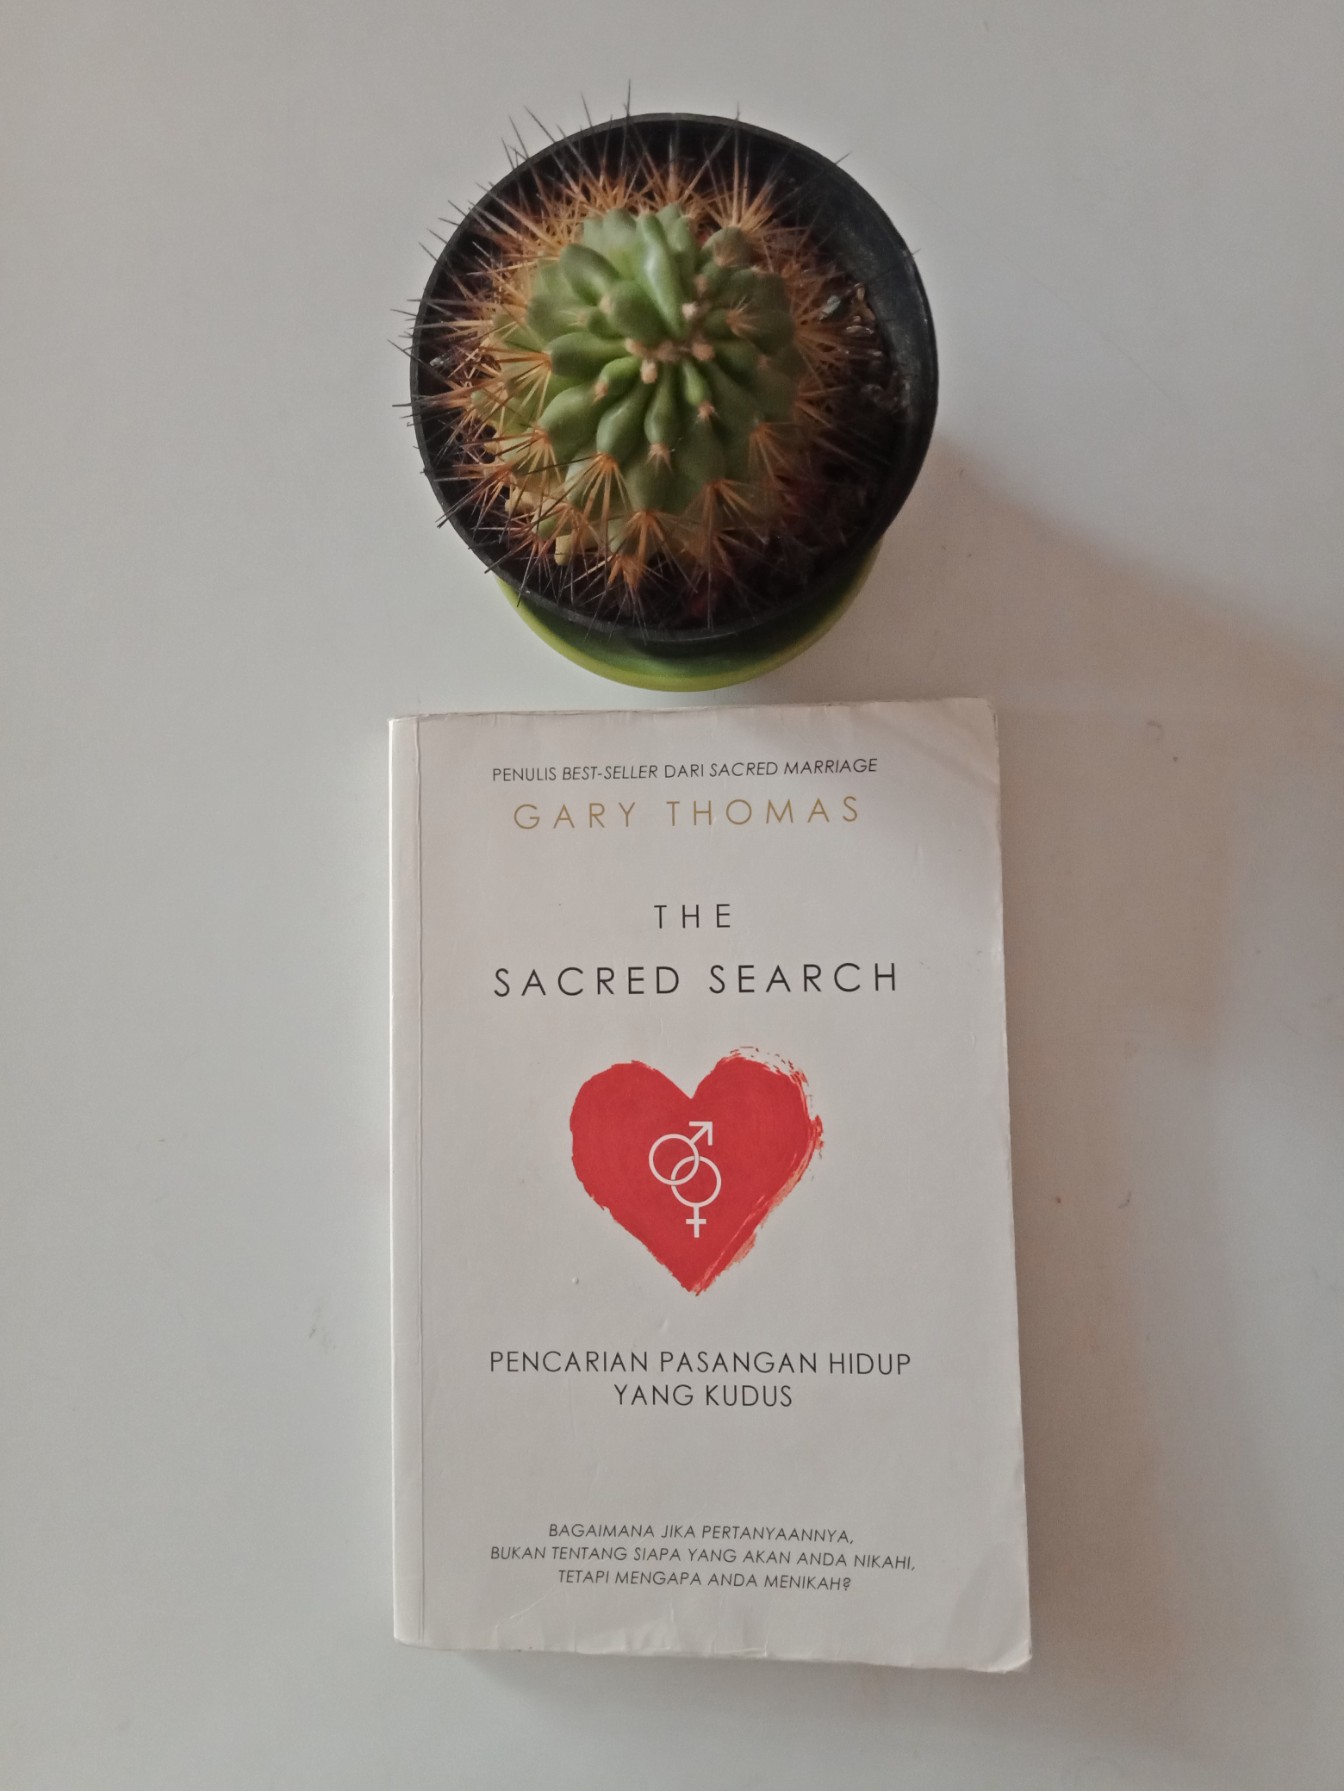 PENULIS BEST-SELLER DARI SACRED MARRIAGE
GARY THOMAS
THE
SACRED SEARCH
PENCARIAN PASANGAN HIDUP
YANG KUDUS
BAGAIMANA JIKA PERTANYAANNYA,
BUKAN TENTANG SIAPA YANG AKAN ANDA NIKAHI,
TETAPI MENGAPA ANDA MENIKAH?